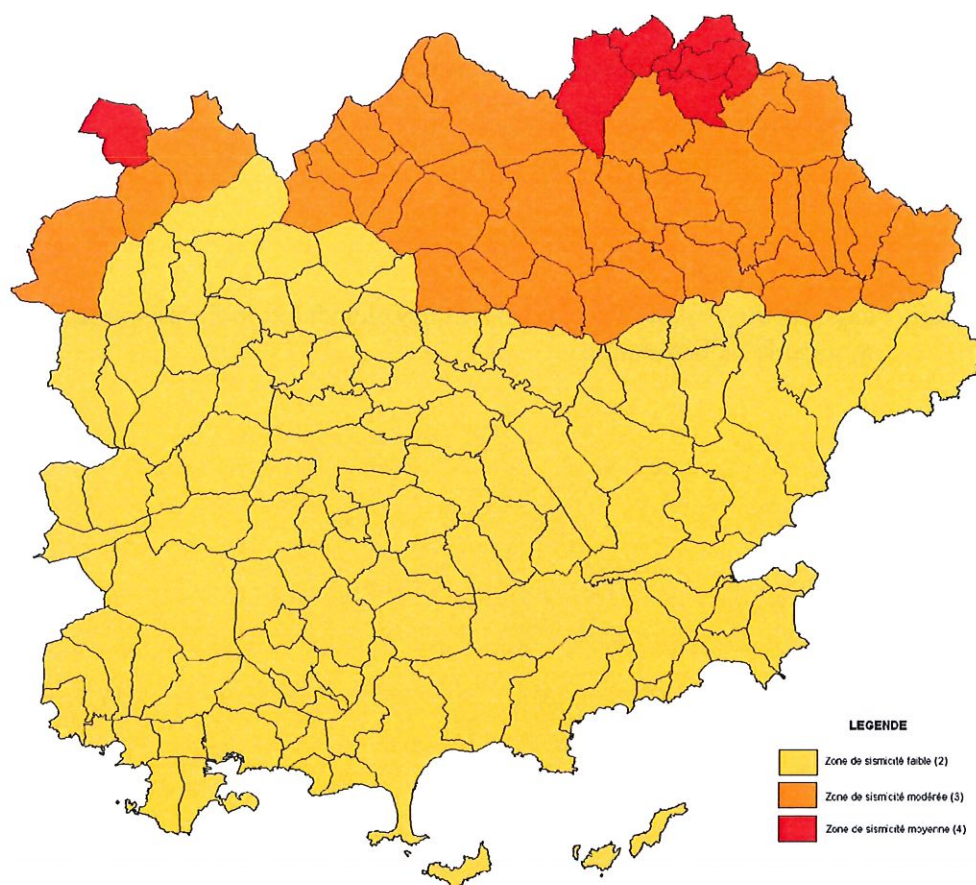 LEGENDE
Zone de sismicité faible (2)
Zone de sismicité modérée (3)
Zone de sismicité moyenne (4)